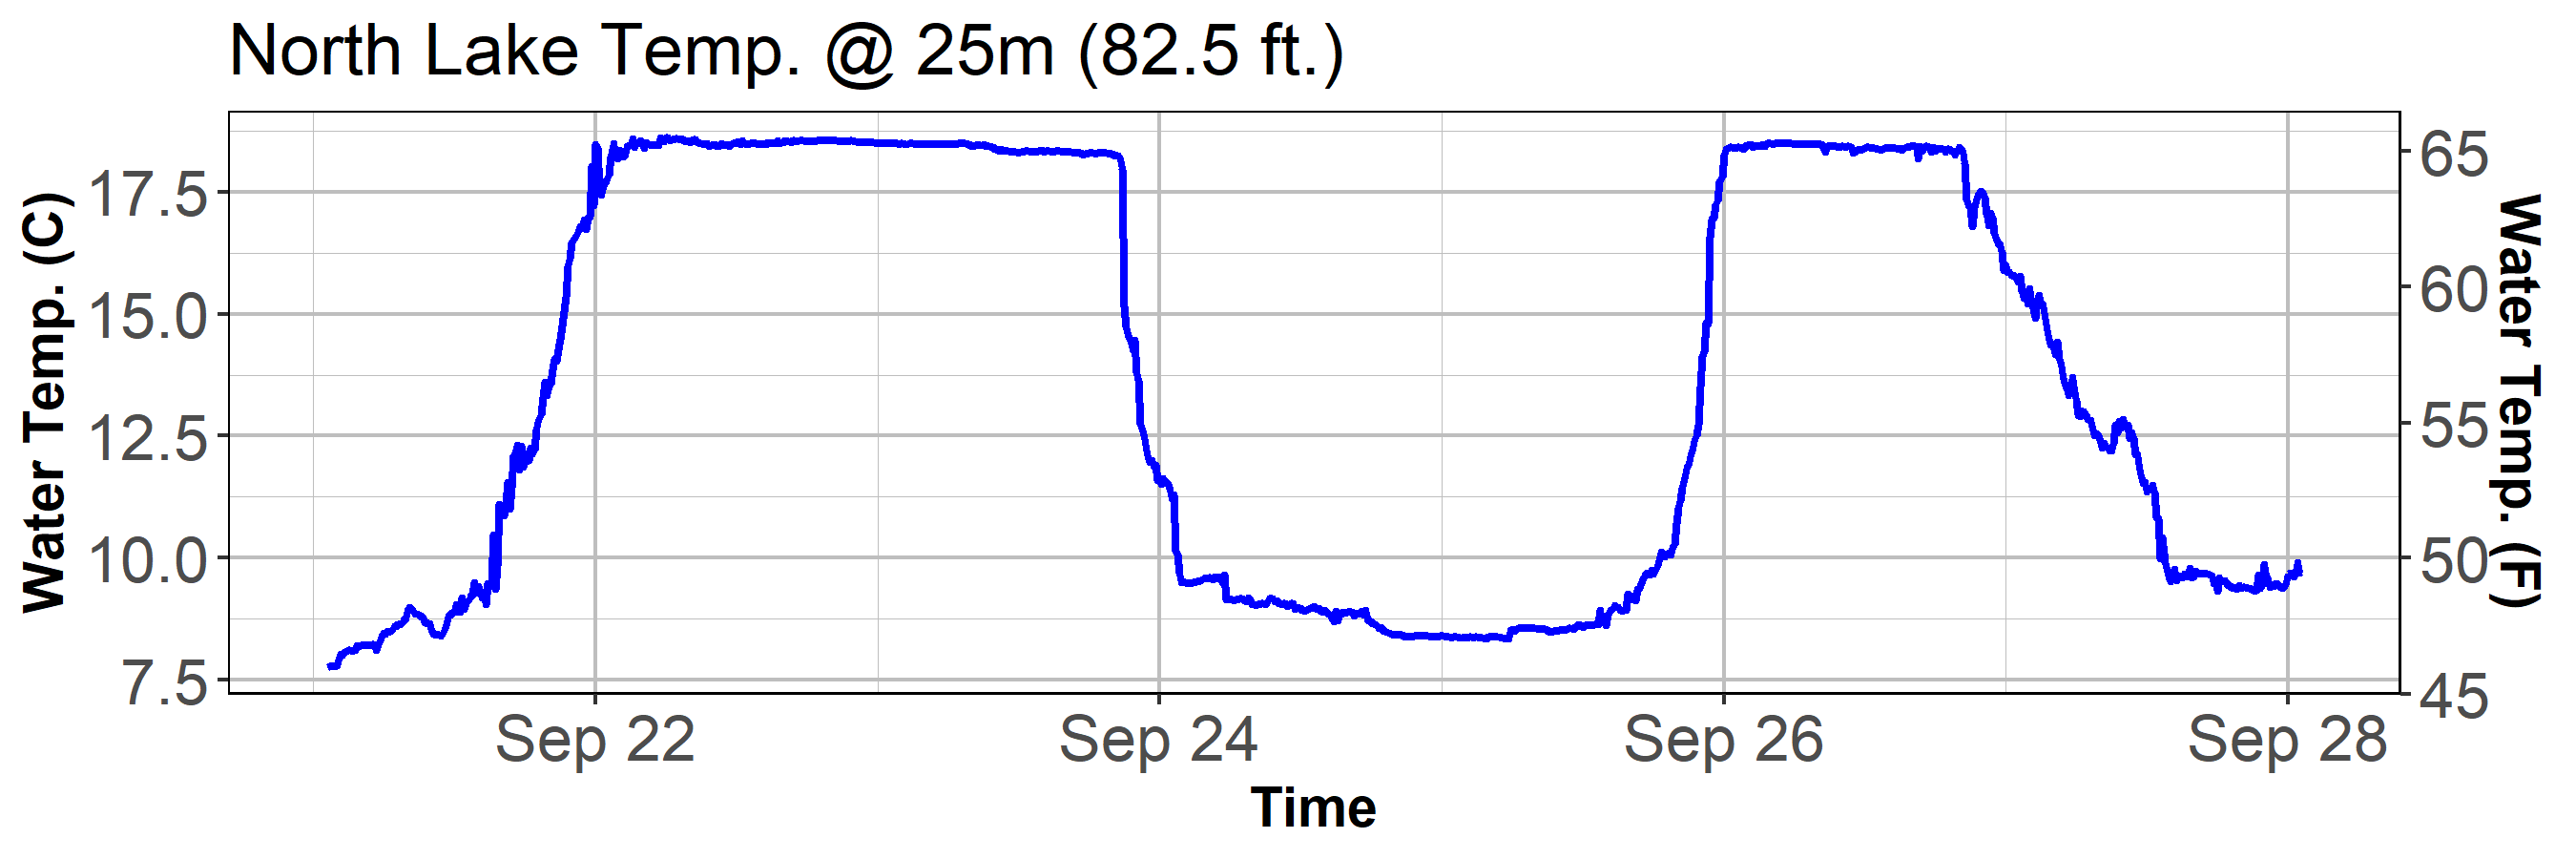 North Lake Temp. @ 25m (82.5 ft.)
Water Temp. (C)
17.5
15.0
12.5
10.0
7.5
65
60
55
50
45
Water Temp. (F)
Sep 22 Sep 24 Sep 26 Sep 28
Time